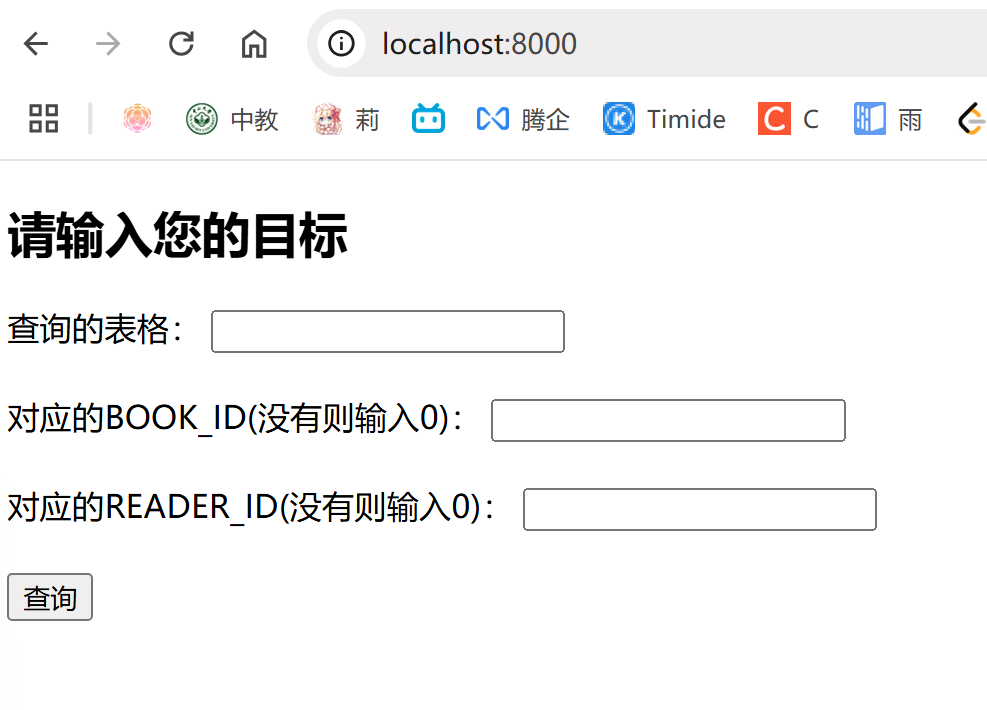 localhost:8000
中教 莉 腾企 Timide C 雨
请输入您的目标
查询的表格：
对应的BOOK_ID(没有则输入0)：
对应的READER_ID(没有则输入0)：
查询